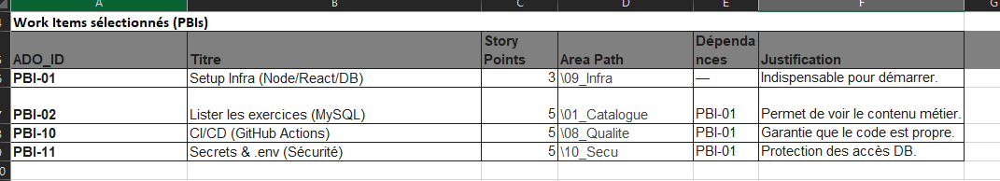 A B C D E F G
Work Items sélectionnés (PBIs)
ADO_ID Titre Story Points Area Path Dépenda nces Justification
PBI-01 Setup Infra (Node/React/DB) 3 \09_Infra — Indispensable pour démarrer.
PBI-02 Lister les exercices (MySQL) 5 \01_Catalogue PBI-01 Permet de voir le contenu métier.
PBI-10 CI/CD (GitHub Actions) 5 \08_Qualite PBI-01 Garantie que le code est propre.
PBI-11 Secrets & .env (Sécurité) 5 \10_Secu PBI-01 Protection des accès DB.